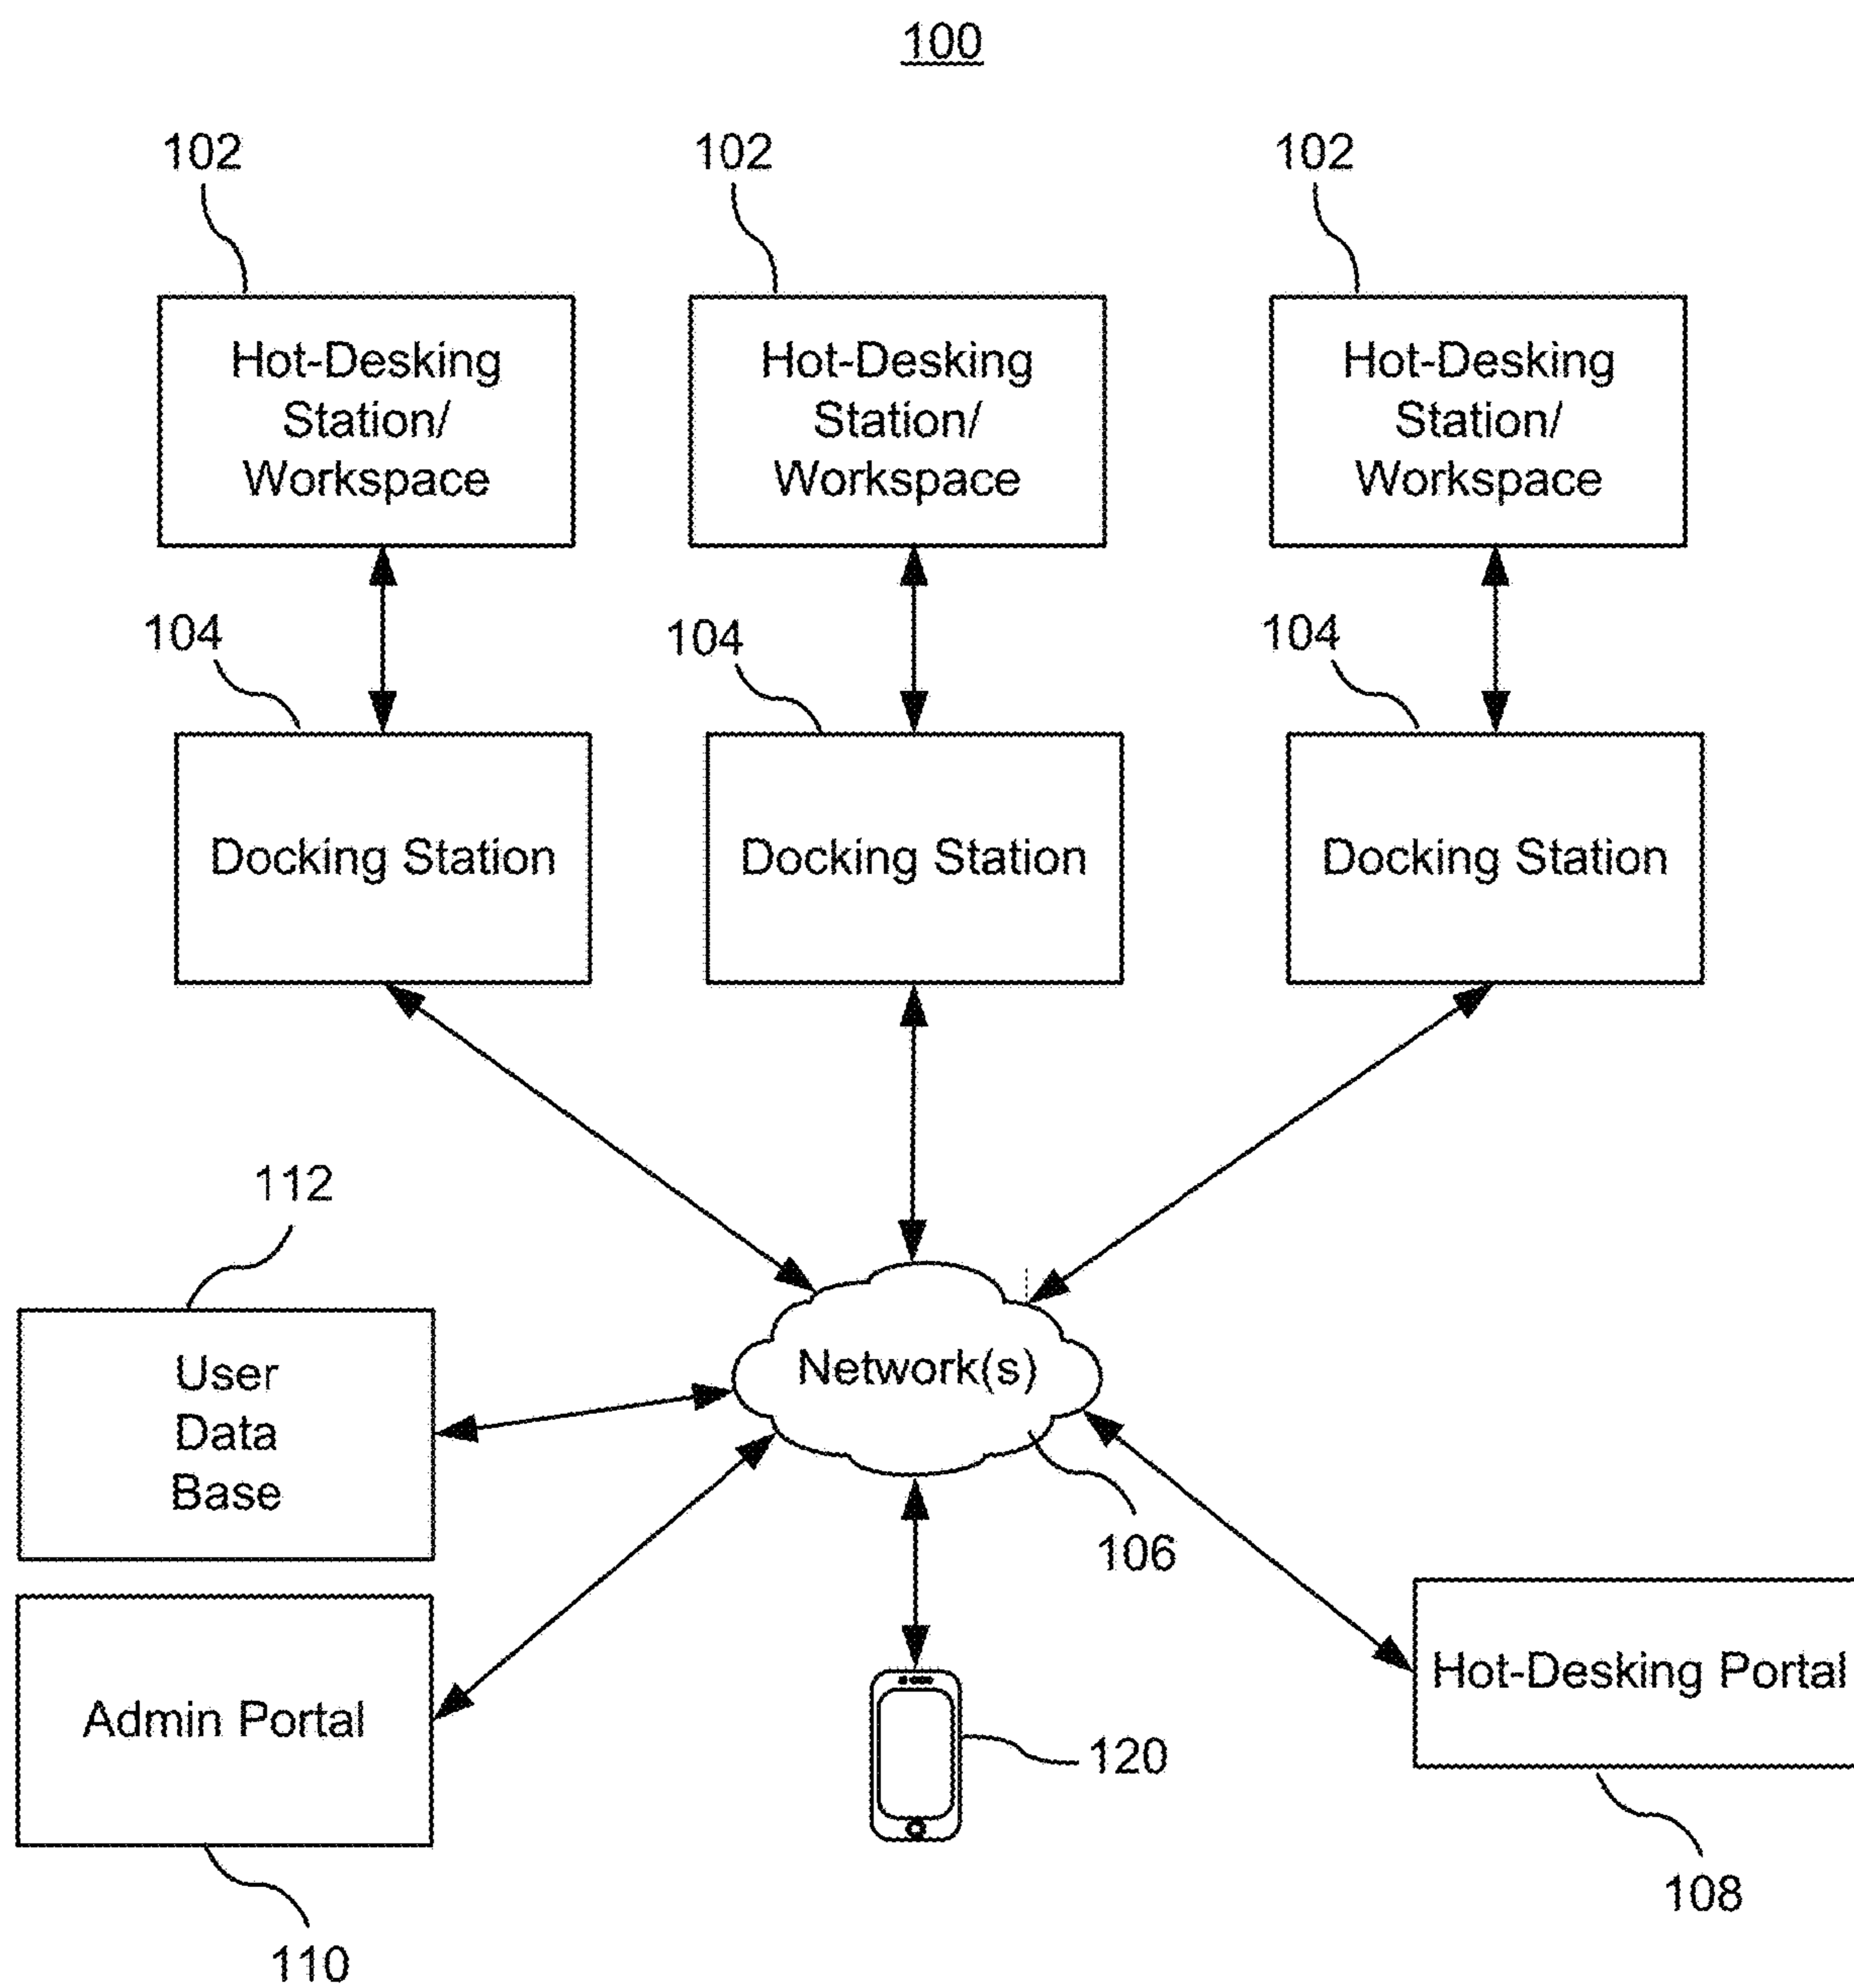 100
102
102
102
Hot-Desking
Station/
Workspace
Hot-Desking
Station/
Workspace
Hot-Desking
Station/
Workspace
104
104
104
Docking Station
Docking Station
Docking Station
112
User
Data
Base
Network(s)
106
Admin Portal
120
Hot-Desking Portal
108
110